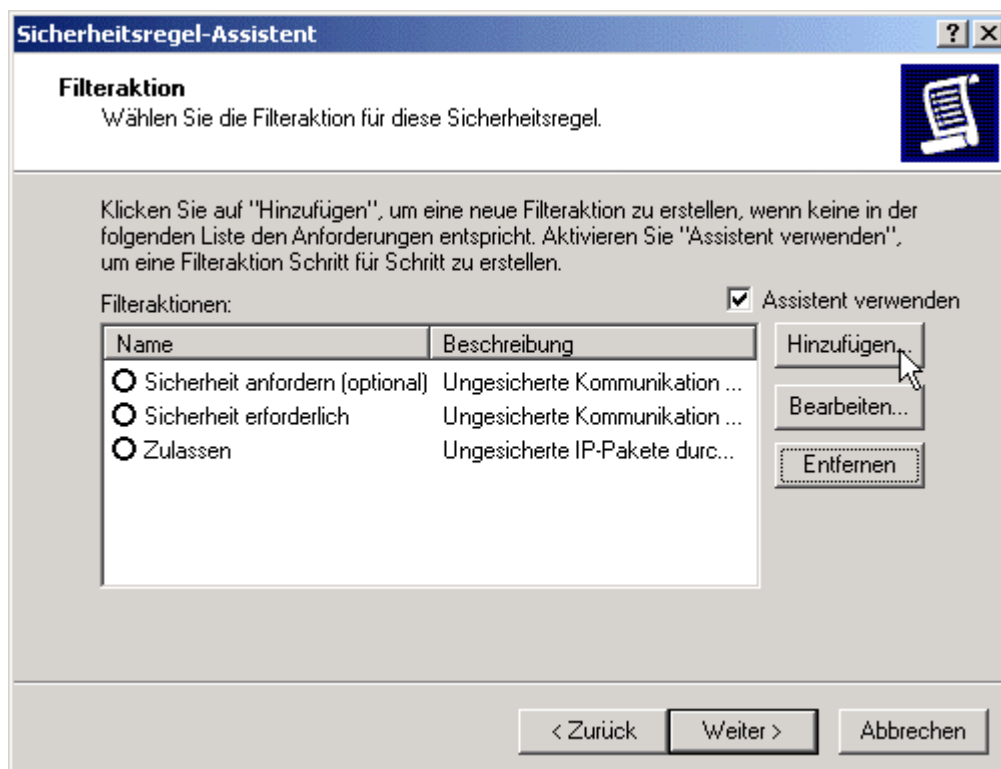 Sicherheitsregel-Assistent
Filteraktion
Wählen Sie die Filteraktion für diese Sicherheitsregel.
Klicken Sie auf "Hinzufügen", um eine neue Filteraktion zu erstellen, wenn keine in der
folgenden Liste den Anforderungen entspricht. Aktivieren Sie "Assistent verwenden",
um eine Filteraktion Schritt für Schritt zu erstellen.
Filteraktionen: Assistent verwenden
Name Beschreibung Hinzufügen...
Sicherheit anfordern (optional) Ungesicherte Kommunikation ...
Sicherheit erforderlich Ungesicherte Kommunikation ... Bearbeiten...
Zulassen Ungesicherte IP-Pakete durc... Entfernen
< Zurück Weiter > Abbrechen